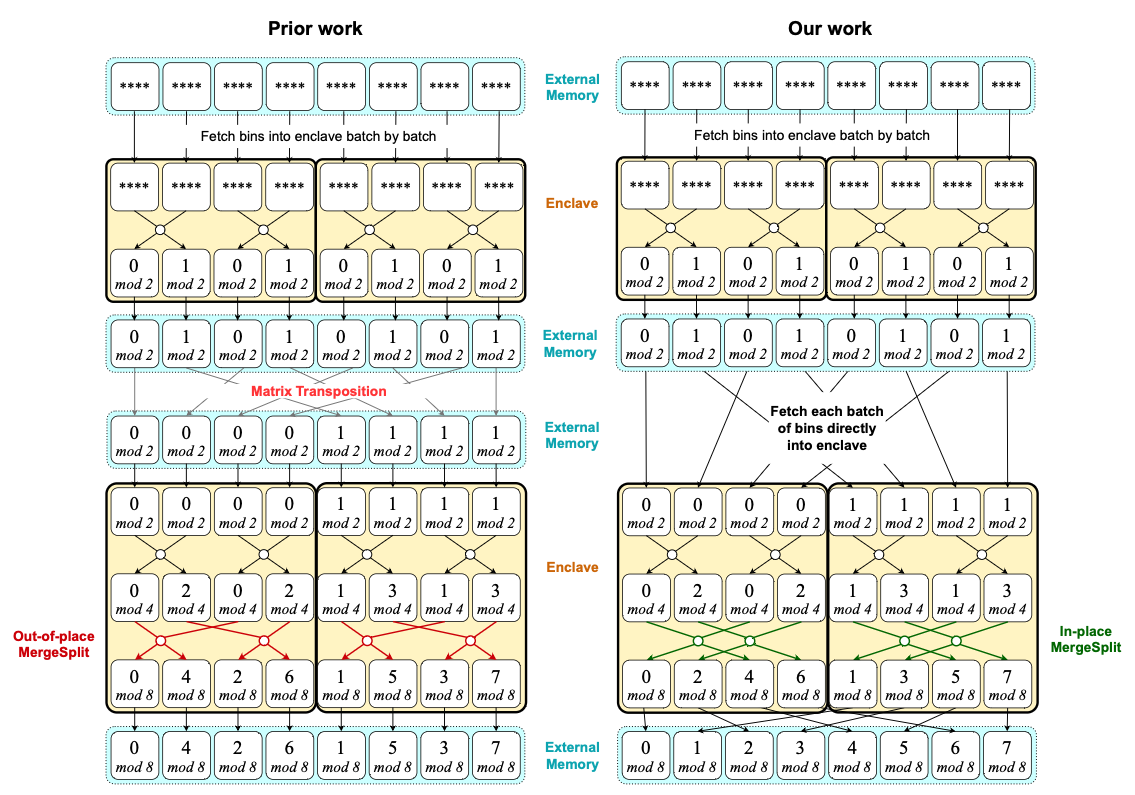 Prior work
Our work
**** **** **** **** **** **** **** ****
External
Memory
**** **** **** **** **** **** **** ****
Fetch bins into enclave batch by batch
Fetch bins into enclave batch by batch
**** **** **** **** **** **** **** ****
Enclave
**** **** **** **** **** **** **** ****
0 1 0 1 0 1 0 1
mod 2 mod 2 mod 2 mod 2 mod 2 mod 2 mod 2 mod 2
0 1 0 1 0 1 0 1
mod 2 mod 2 mod 2 mod 2 mod 2 mod 2 mod 2 mod 2
0 1 0 1 0 1 0 1
mod 2 mod 2 mod 2 mod 2 mod 2 mod 2 mod 2 mod 2
External
Memory
0 1 0 1 0 1 0 1
mod 2 mod 2 mod 2 mod 2 mod 2 mod 2 mod 2 mod 2
Matrix Transposition
Fetch each batch
of bins directly
into enclave
0 0 0 0 1 1 1 1
mod 2 mod 2 mod 2 mod 2 mod 2 mod 2 mod 2 mod 2
External
Memory
0 0 0 0 1 1 1 1
mod 2 mod 2 mod 2 mod 2 mod 2 mod 2 mod 2 mod 2
0 0 0 0 1 1 1 1
mod 2 mod 2 mod 2 mod 2 mod 2 mod 2 mod 2 mod 2
Enclave
0 2 0 2 1 3 1 3
mod 4 mod 4 mod 4 mod 4 mod 4 mod 4 mod 4 mod 4
0 2 0 2 1 3 1 3
mod 4 mod 4 mod 4 mod 4 mod 4 mod 4 mod 4 mod 4
Out-of-place
MergeSplit
In-place
MergeSplit
0 4 2 6 1 5 3 7
mod 8 mod 8 mod 8 mod 8 mod 8 mod 8 mod 8 mod 8
0 2 4 6 1 3 5 7
mod 8 mod 8 mod 8 mod 8 mod 8 mod 8 mod 8 mod 8
0 4 2 6 1 5 3 7
mod 8 mod 8 mod 8 mod 8 mod 8 mod 8 mod 8 mod 8
External
Memory
0 1 2 3 4 5 6 7
mod 8 mod 8 mod 8 mod 8 mod 8 mod 8 mod 8 mod 8